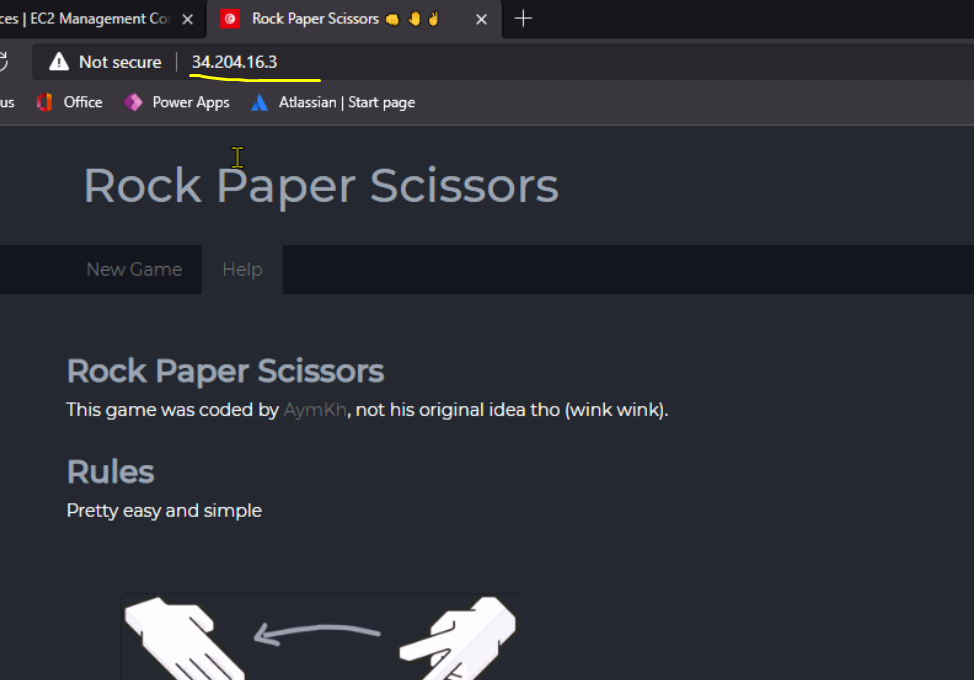 ces | EC2 Management Co
Rock Paper Scissors 👊 🤚 ✌
Not secure
34.204.16.3
us
Office
Power Apps
Atlassian | Start page
Rock Paper Scissors
New Game
Help
Rock Paper Scissors
This game was coded by AymKh, not his original idea tho (wink wink).
Rules
Pretty easy and simple